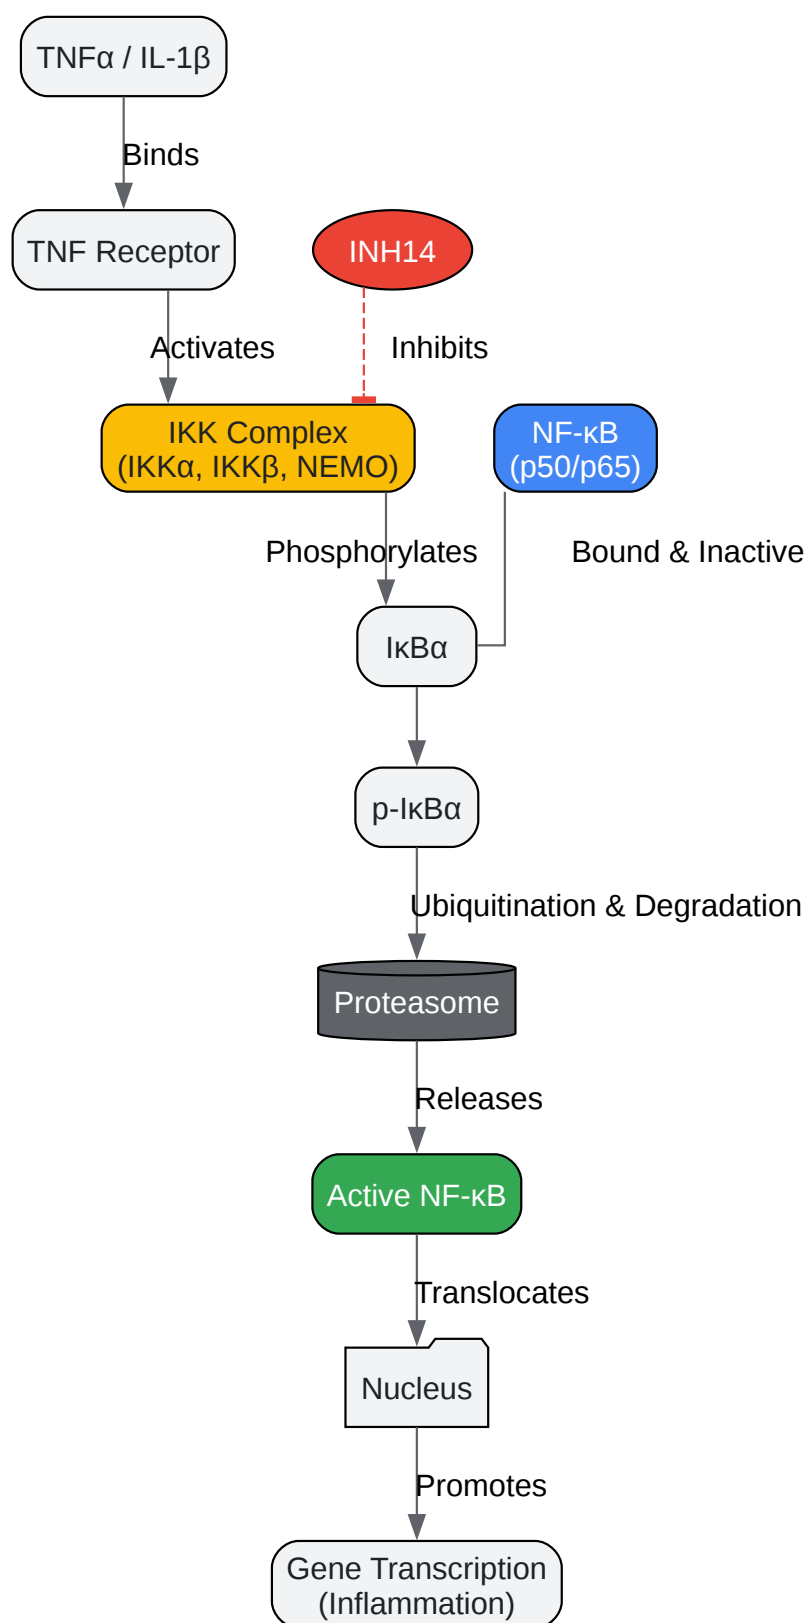 TNFα / IL-1β
Binds
TNF Receptor
INH14
Activates
Inhibits
IKK Complex
(IKKα, IKKβ, NEMO)
NF-κB
(p50/p65)
Phosphorylates
Bound & Inactive
IκBα
p-IκBα
Ubiquitination & Degradation
Proteasome
Releases
Active NF-κB
Translocates
Nucleus
Promotes
Gene Transcription
(Inflammation)